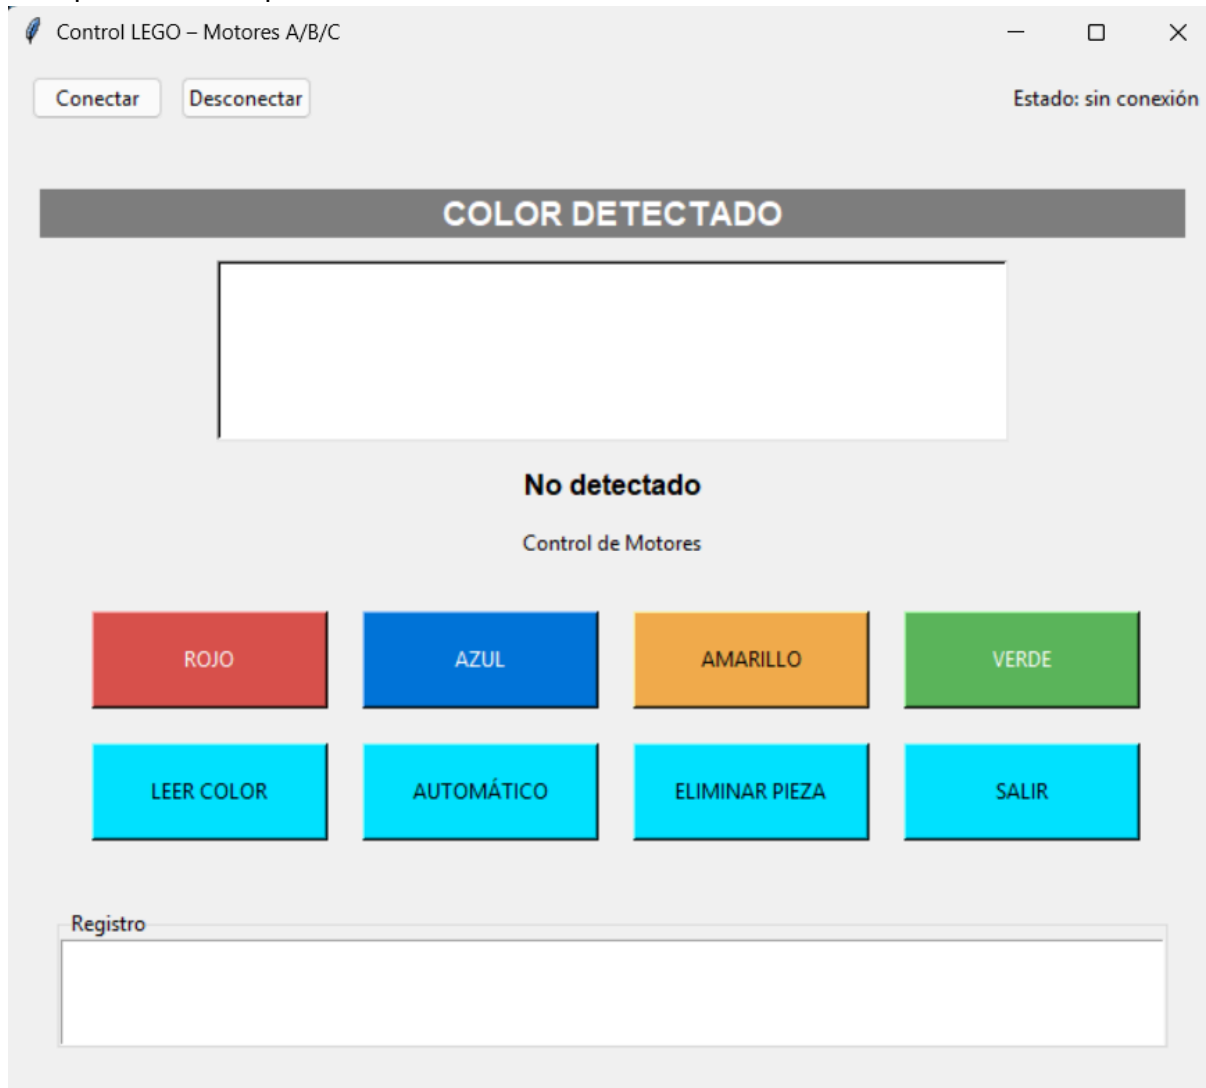 Control LEGO – Motores A/B/C
Conectar Desconectar Estado: sin conexión
COLOR DETECTADO
No detectado
Control de Motores
ROJO AZUL AMARILLO VERDE
LEER COLOR AUTOMÁTICO ELIMINAR PIEZA SALIR
Registro